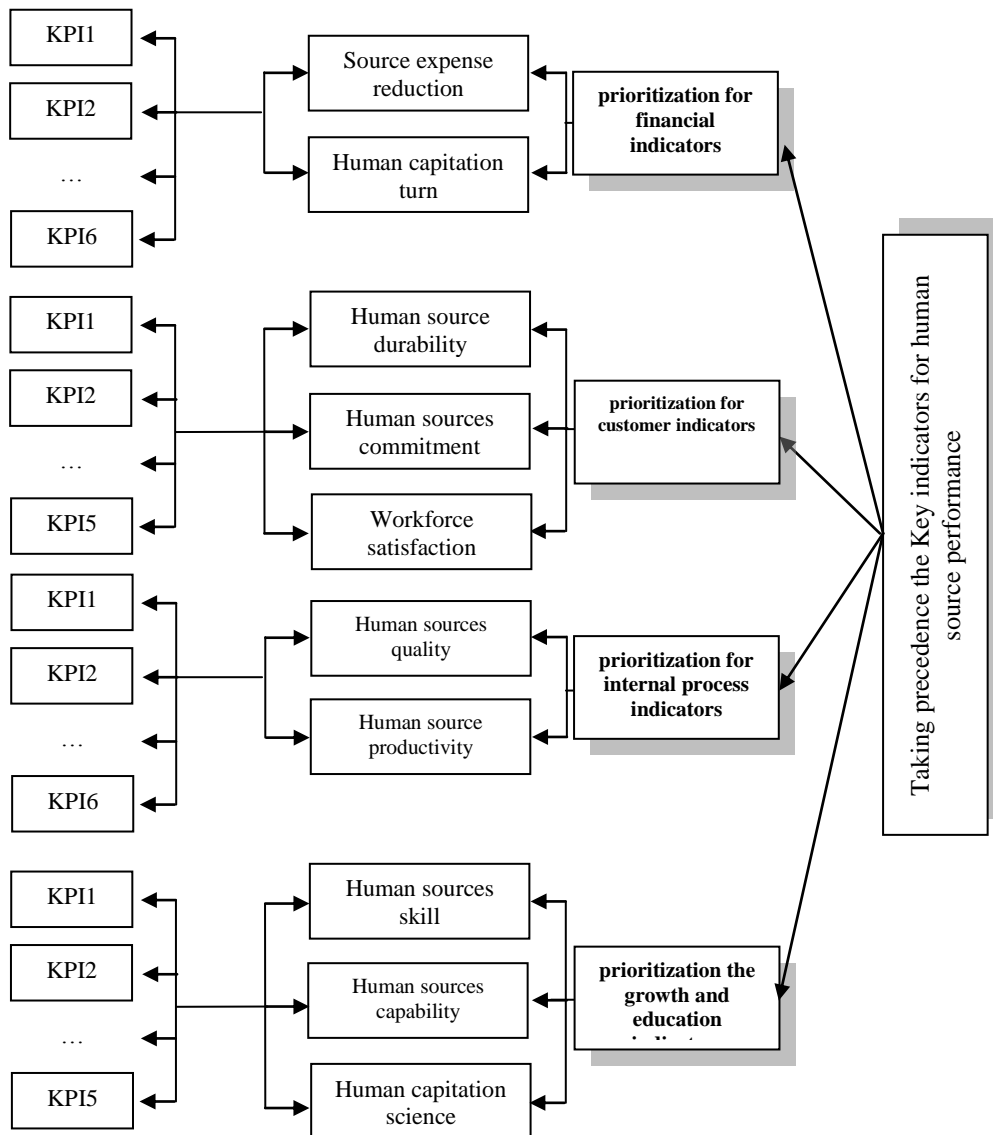 KPI1
KPI2
…
KPI6
Source expense
reduction
Human capitation
turn
prioritization for
financial
indicators
KPI1
KPI2
…
KPI5
Human source
durability
Human sources
commitment
Workforce
satisfaction
prioritization for
customer indicators
KPI1
KPI2
…
KPI6
Human sources
quality
Human source
productivity
prioritization for
internal process
indicators
KPI1
KPI2
…
KPI5
Human sources
skill
Human sources
capability
Human capitation
science
prioritization the
growth and
education
Taking precedence the Key indicators for human
source performance